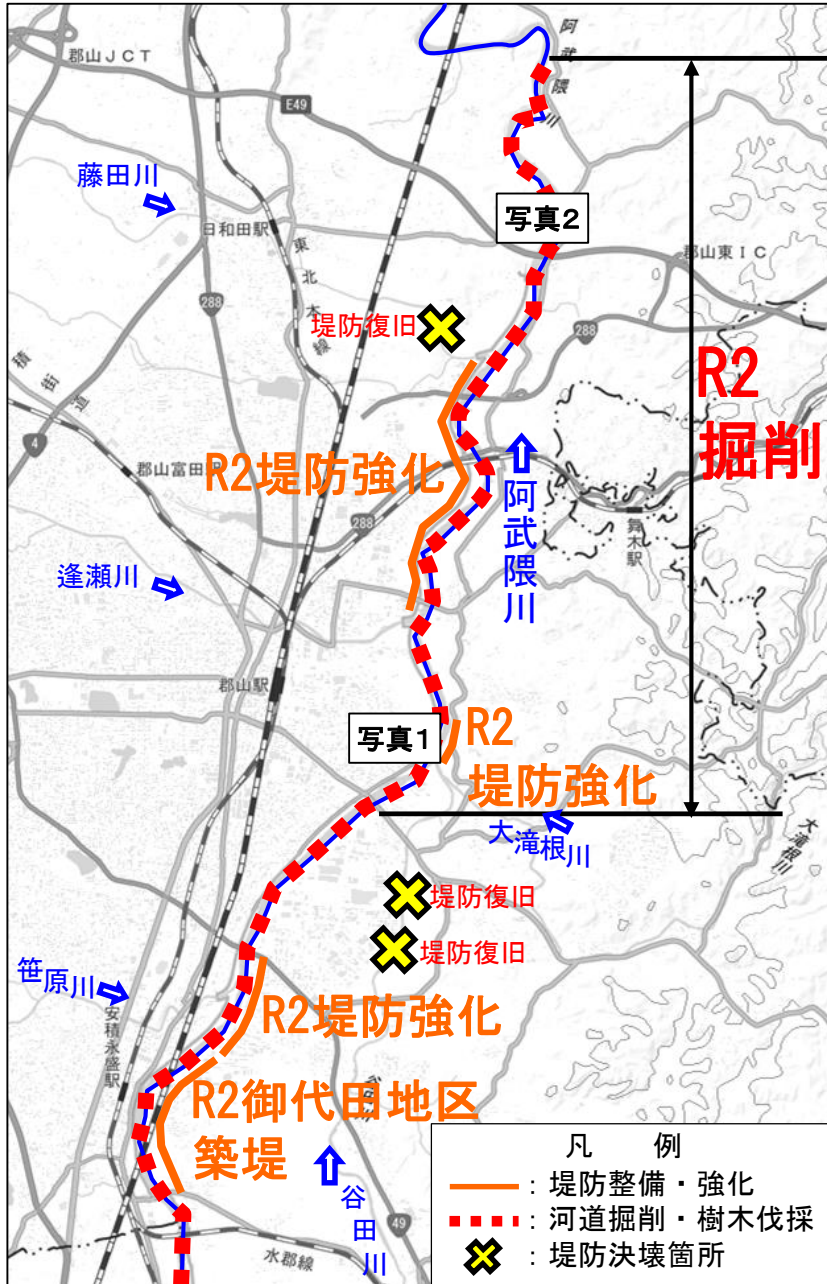 阿武隈川
郡山JCT
E49
藤田川
日和田駅
写真2
東北本線
郡山東IC
288
堤防復旧
288
R2
掘削
街道
4
郡山富田駅
R2堤防強化
阿武隈川
288
舞木駅
逢瀬川
郡山駅
写真1
R2
堤防強化
大滝根川
大滝根川
堤防復旧
堤防復旧
笹原川
安積永盛駅
R2堤防強化
R2御代田地区
築堤
谷田川
49
水郡線
凡例
:堤防整備・強化
:河道掘削・樹木伐採
:堤防決壊箇所